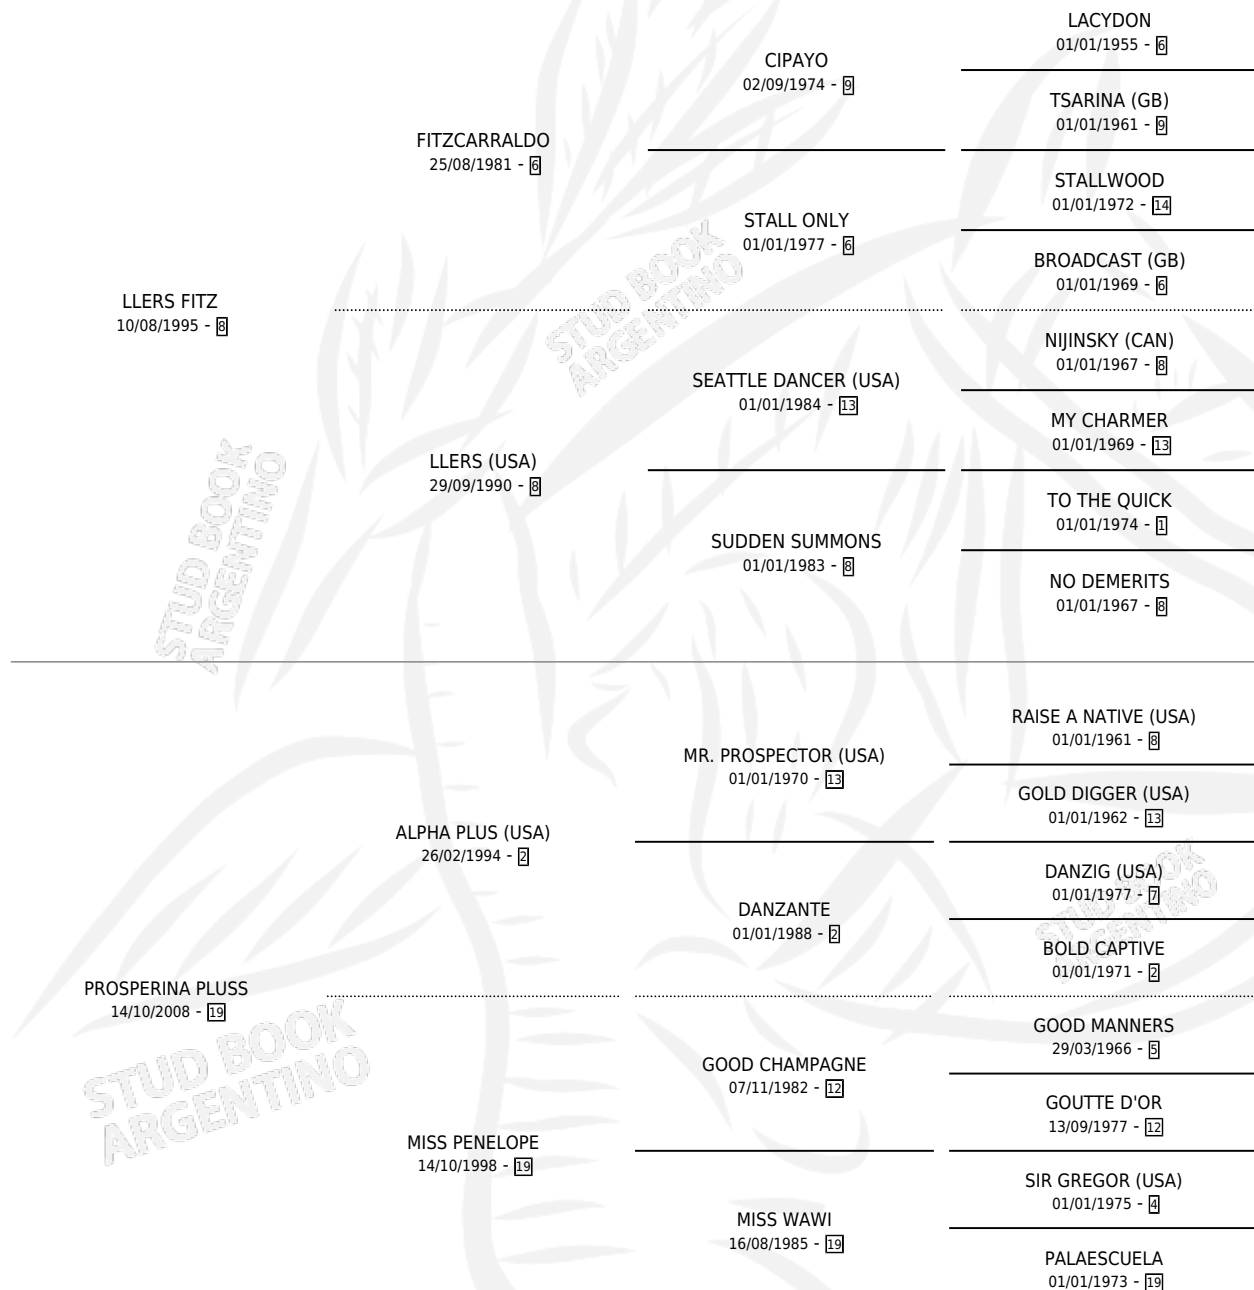 LACYDON
01/01/1955 - 6
CIPAYO
02/09/1974 - 9
TSARINA (GB)
01/01/1961 - 9
FITZCARRALDO
25/08/1981 - 6
STALLWOOD
01/01/1972 - 14
STALL ONLY
01/01/1977 - 6
BROADCAST (GB)
01/01/1969 - 6
LLERS FITZ
10/08/1995 - 8
NIJINSKY (CAN)
01/01/1967 - 8
SEATTLE DANCER (USA)
01/01/1984 - 13
MY CHARMER
01/01/1969 - 13
LLERS (USA)
29/09/1990 - 8
TO THE QUICK
01/01/1974 - 1
SUDDEN SUMMONS
01/01/1983 - 8
NO DEMERITS
01/01/1967 - 8
RAISE A NATIVE (USA)
01/01/1961 - 8
MR. PROSPECTOR (USA)
01/01/1970 - 13
GOLD DIGGER (USA)
01/01/1962 - 13
ALPHA PLUS (USA)
26/02/1994 - 2
DANZIG (USA)
01/01/1977 - 7
DANZANTE
01/01/1988 - 2
BOLD CAPTIVE
01/01/1971 - 2
PROSPERINA PLUSS
14/10/2008 - 19
GOOD MANNERS
29/03/1966 - 5
GOOD CHAMPAGNE
07/11/1982 - 12
GOUTTE D'OR
13/09/1977 - 12
MISS PENELOPE
14/10/1998 - 19
SIR GREGOR (USA)
01/01/1975 - 4
MISS WAWI
16/08/1985 - 19
PALAESCUELA
01/01/1973 - 19
STUD BOOK
ARGENTINO
STUD BOOK
ARGENTINO
STUD BOOK
ARGENTINO
STUD BOOK
ARGENTINO